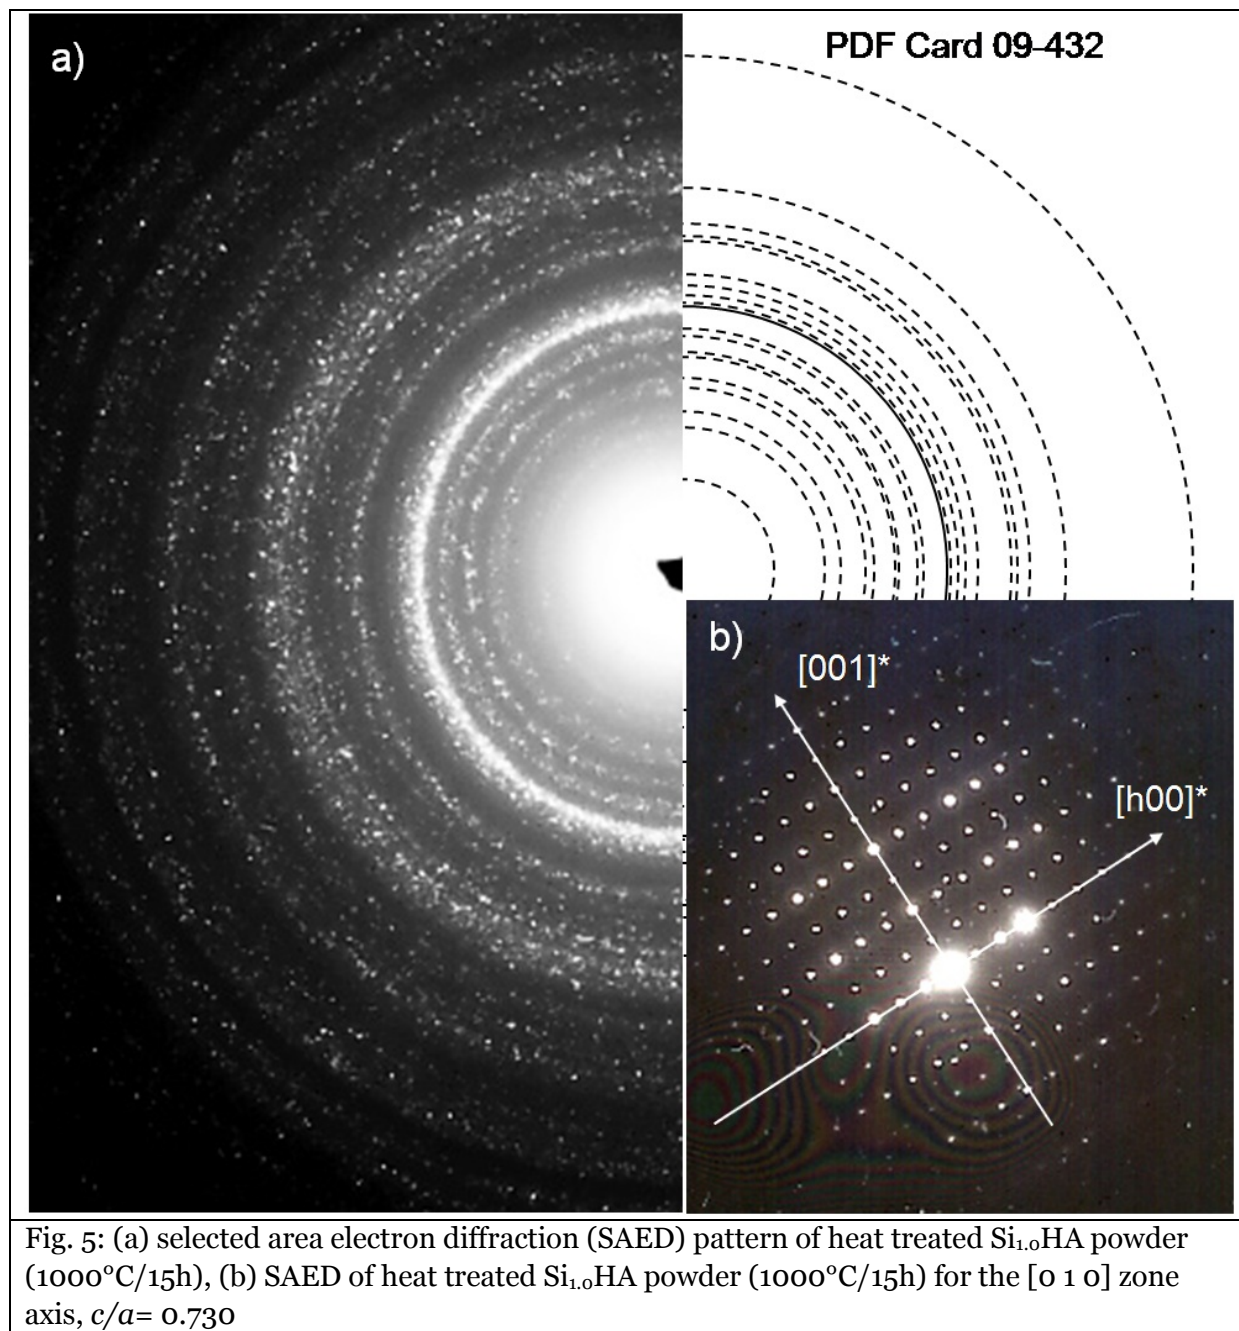 a)
PDF Card 09-432
b)
[001]*
[h00]*
Fig. 5: (a) selected area electron diffraction (SAED) pattern of heat treated Si₁.₀HA powder
(1000°C/15h), (b) SAED of heat treated Si₁.₀HA powder (1000°C/15h) for the [0 1 0] zone
axis, c/a= 0.730